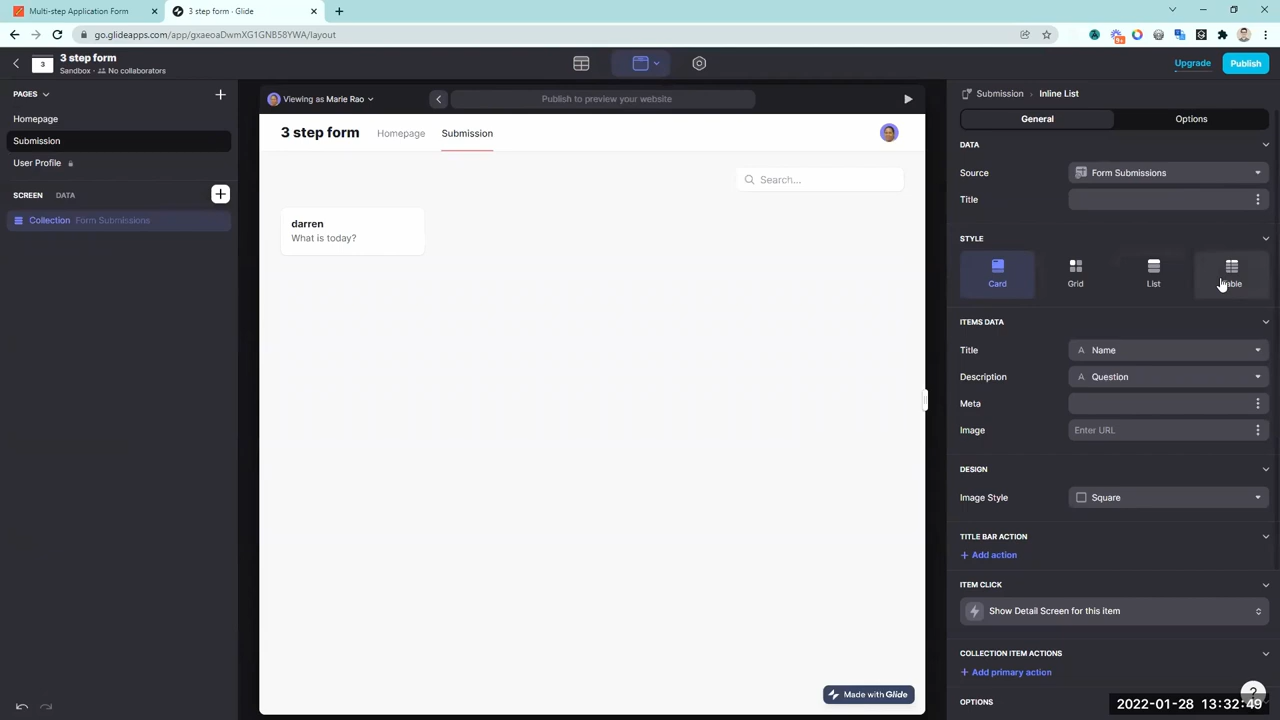 Multi-step Application Form
3 step form · Glide
go.glideapps.com/app/gxaeoaDwmXG1GNB58YWA/layout
3
3 step form
Sandbox • No collaborators
Upgrade
Publish
PAGES
Homepage
Submission
User Profile
SCREEN
DATA
Collection Form Submissions
Viewing as Marie Rao
Publish to preview your website
3 step form
Homepage
Submission
Search...
darren
What is today?
Made with Glide
Submission > Inline List
General
Options
DATA
Source
Form Submissions
Title
STYLE
Card
Grid
List
ITEMS DATA
Title
A Name
Description
A Question
Meta
Image
Enter URL
DESIGN
Image Style
Square
TITLE BAR ACTION
+ Add action
ITEM CLICK
Show Detail Screen for this item
COLLECTION ITEM ACTIONS
+ Add primary action
OPTIONS
?
2022-01-28 13:32:49